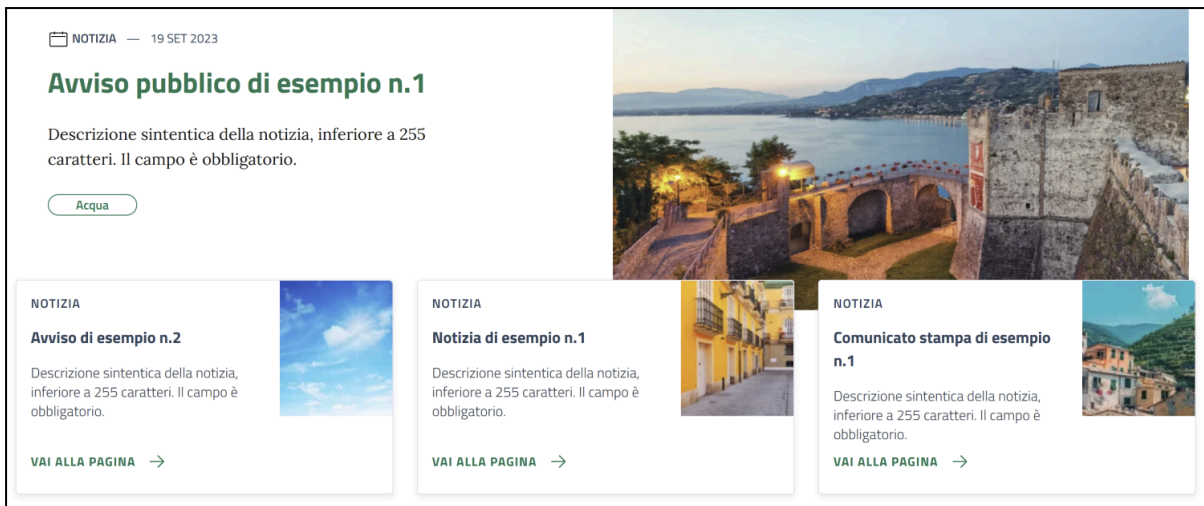 NOTIZIA — 19 SET 2023
Avviso pubblico di esempio n.1
Descrizione sintentica della notizia, inferiore a 255
caratteri. Il campo è obbligatorio.
Acqua
NOTIZIA
Avviso di esempio n.2
Descrizione sintentica della notizia,
inferiore a 255 caratteri. Il campo è
obbligatorio.
VAI ALLA PAGINA
NOTIZIA
Notizia di esempio n.1
Descrizione sintentica della notizia,
inferiore a 255 caratteri. Il campo è
obbligatorio.
VAI ALLA PAGINA
NOTIZIA
Comunicato stampa di esempio
n.1
Descrizione sintentica della notizia,
inferiore a 255 caratteri. Il campo è
obbligatorio.
VAI ALLA PAGINA